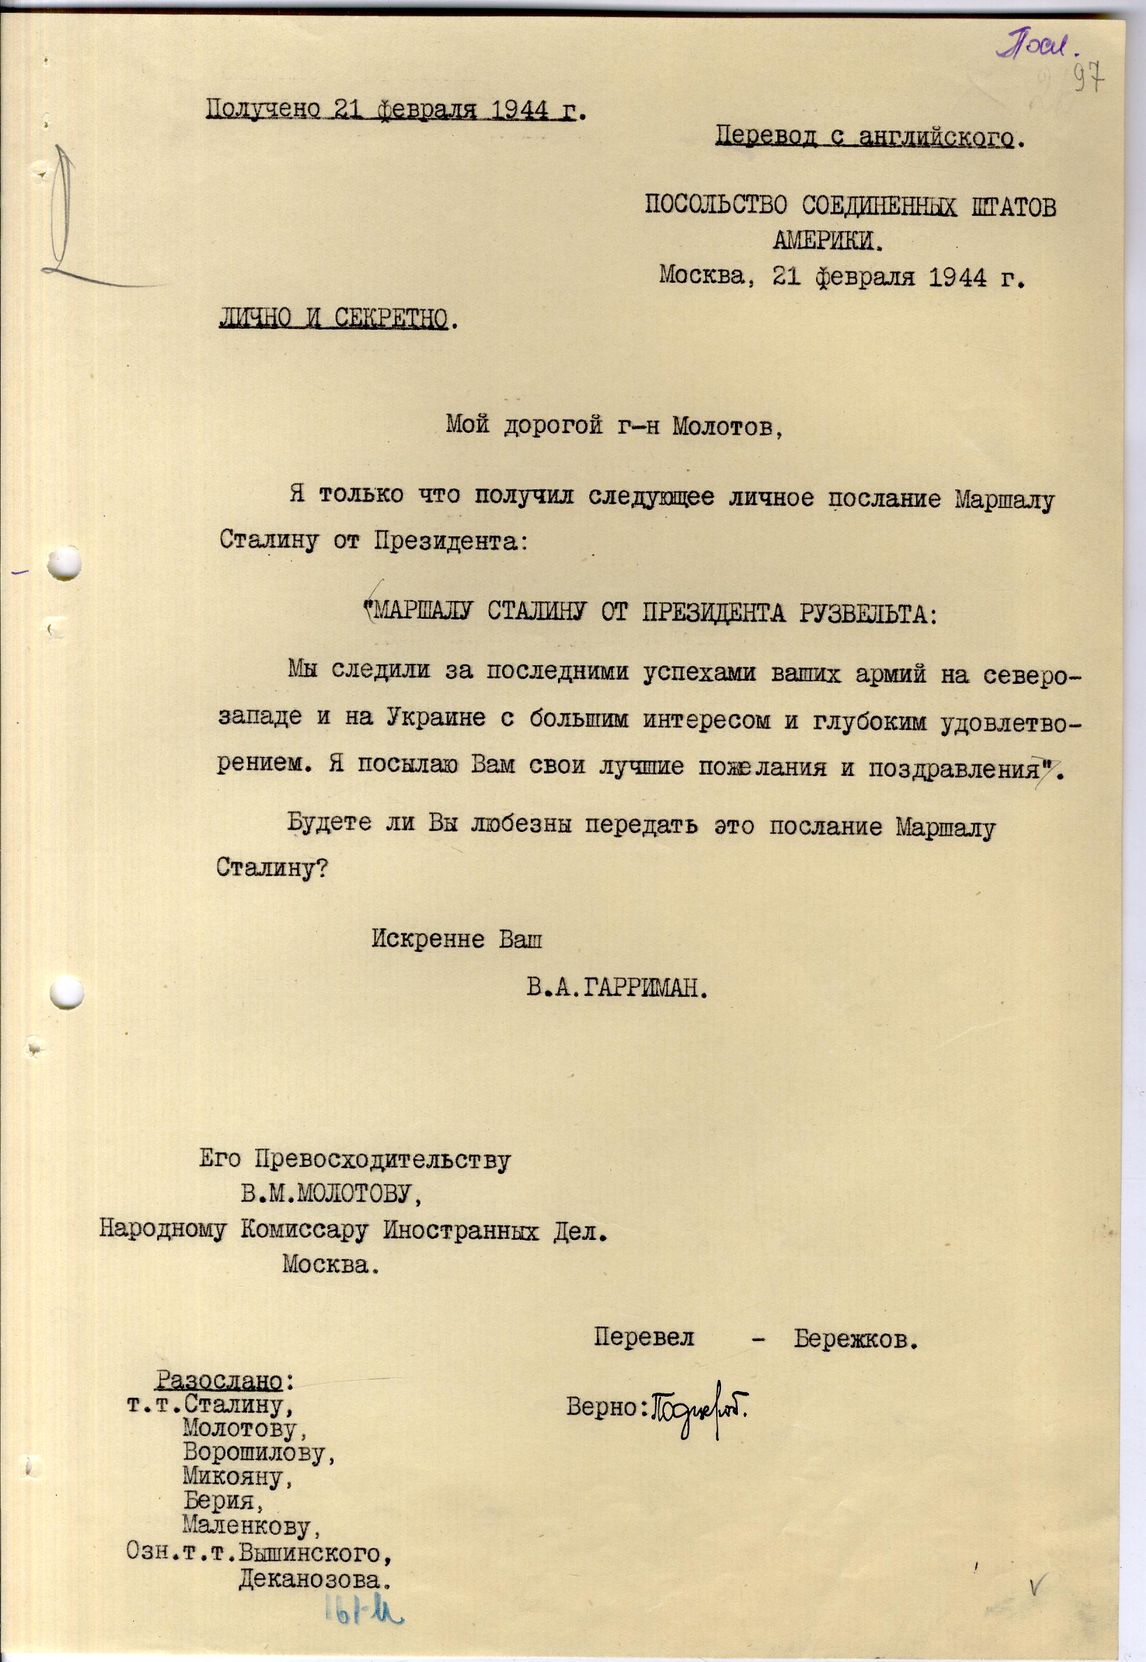 Посл.
97
Получено 21 февраля 1944 г.
Перевод с английского.
ПОСОЛЬСТВО СОЕДИНЕННЫХ ШТАТОВ
АМЕРИКИ.
Москва, 21 февраля 1944 г.
ЛИЧНО И СЕКРЕТНО.
Мой дорогой г-н Молотов,
Я только что получил следующее личное послание Маршалу
Сталину от Президента:
"МАРШАЛУ СТАЛИНУ ОТ ПРЕЗИДЕНТА РУЗВЕЛЬТА:
Мы следили за последними успехами ваших армий на северо-
западе и на Украине с большим интересом и глубоким удовлетво-
рением. Я посылаю Вам свои лучшие пожелания и поздравления".
Будете ли Вы любезны передать это послание Маршалу
Сталину?
Искренне Ваш
В.А.ГАРРИМАН.
Его Превосходительству
В.М.МОЛОТОВУ,
Народному Комиссару Иностранных Дел.
Москва.
Перевел - Бережков.
Разослано:
т.т.Сталину,
Верно:
Молотову,
Ворошилову,
Микояну,
Берия,
Маленкову,
Озн.т.т.Вышинского,
Деканозова.
161-М